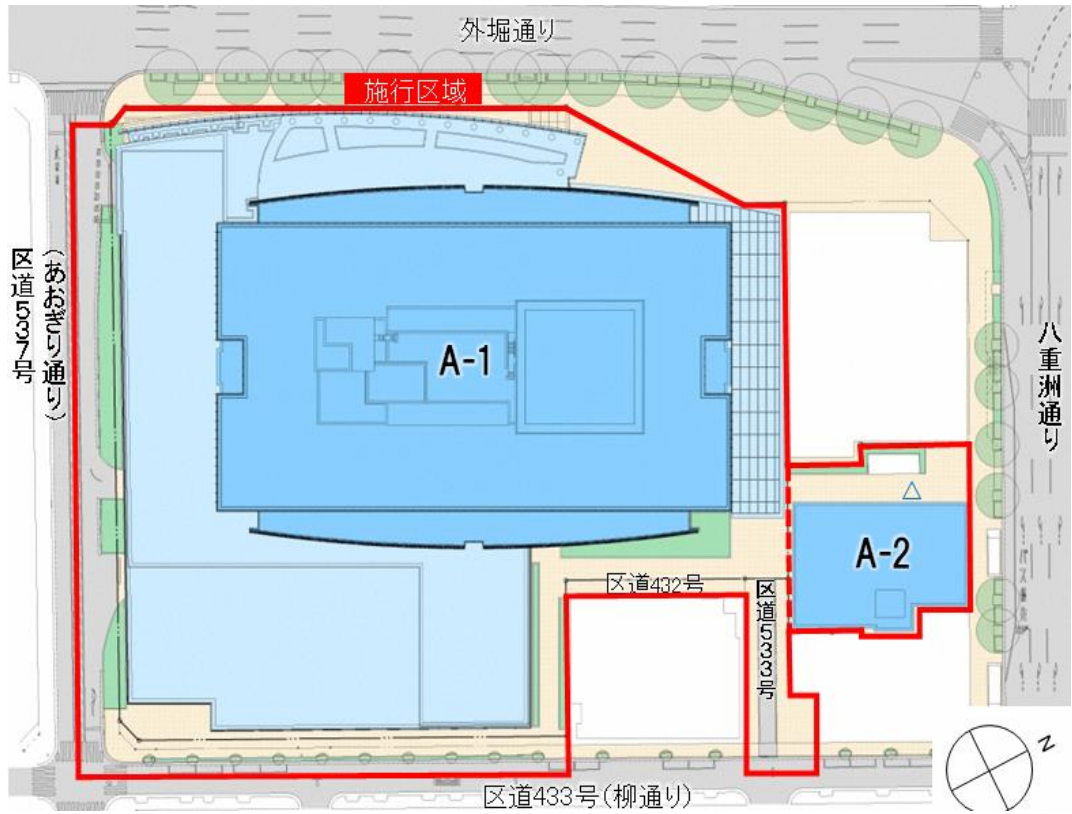 外堀通り
施行区域
区道537号
(あおぎり通り)
A-1
八重洲通り
A-2
区道432号
区道533号
区道433号(柳通り)
N